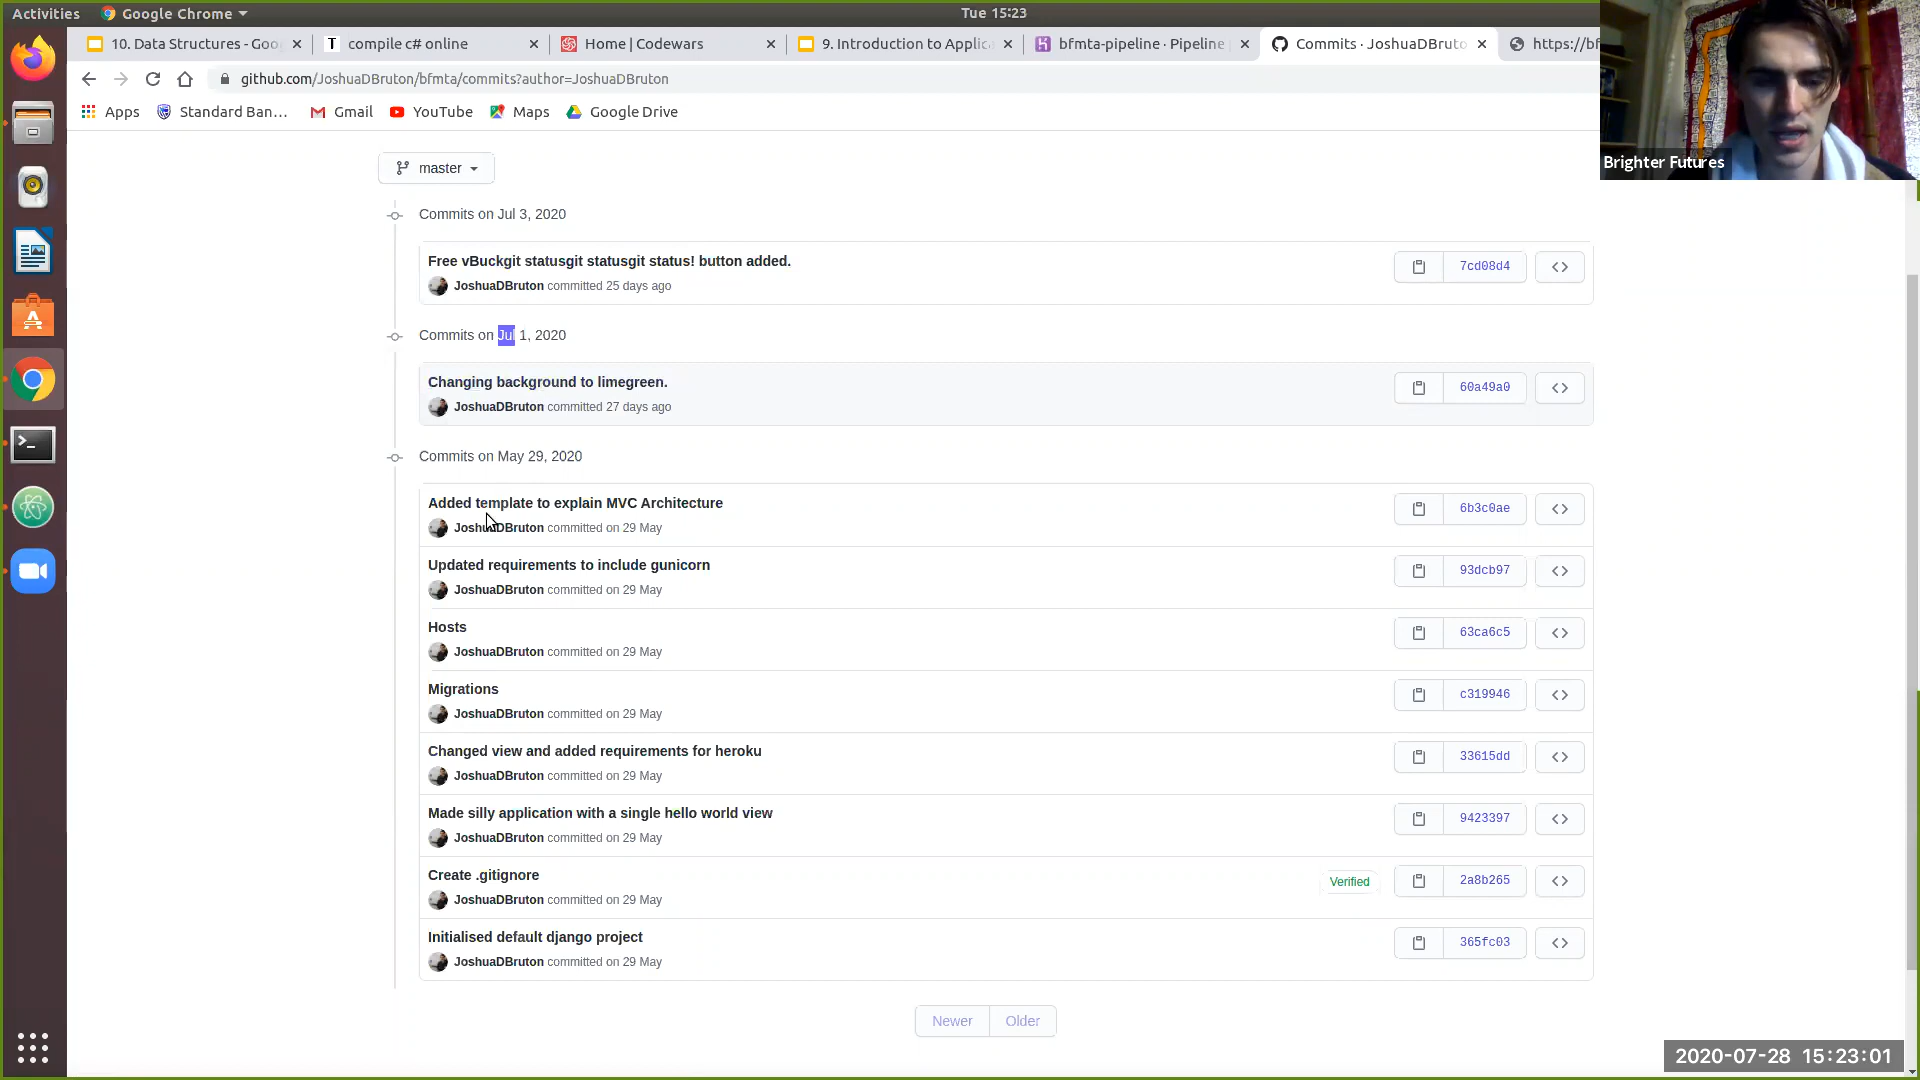 Activities
Google Chrome
Tue 15:23
10. Data Structures - Goo
compile c# online
Home | Codewars
9. Introduction to Applic
bfmta-pipeline · Pipeline
Commits · JoshuaDBruto
https://bf
github.com/JoshuaDBruton/bfmta/commits?author=JoshuaDBruton
Apps
Standard Ban...
Gmail
YouTube
Maps
Google Drive
Brighter Futures
master
Commits on Jul 3, 2020
Free vBuckgit statusgit statusgit status! button added.
7cd08d4
JoshuaDBruton committed 25 days ago
Commits on Jul 1, 2020
Changing background to limegreen.
60a49a0
JoshuaDBruton committed 27 days ago
Commits on May 29, 2020
Added template to explain MVC Architecture
6b3c0ae
JoshuaDBruton committed on 29 May
Updated requirements to include gunicorn
93dcb97
JoshuaDBruton committed on 29 May
Hosts
63ca6c5
JoshuaDBruton committed on 29 May
Migrations
c319946
JoshuaDBruton committed on 29 May
Changed view and added requirements for heroku
33615dd
JoshuaDBruton committed on 29 May
Made silly application with a single hello world view
9423397
JoshuaDBruton committed on 29 May
Create .gitignore
Verified
2a8b265
JoshuaDBruton committed on 29 May
Initialised default django project
365fc03
JoshuaDBruton committed on 29 May
Newer
Older
2020-07-28 15:23:01